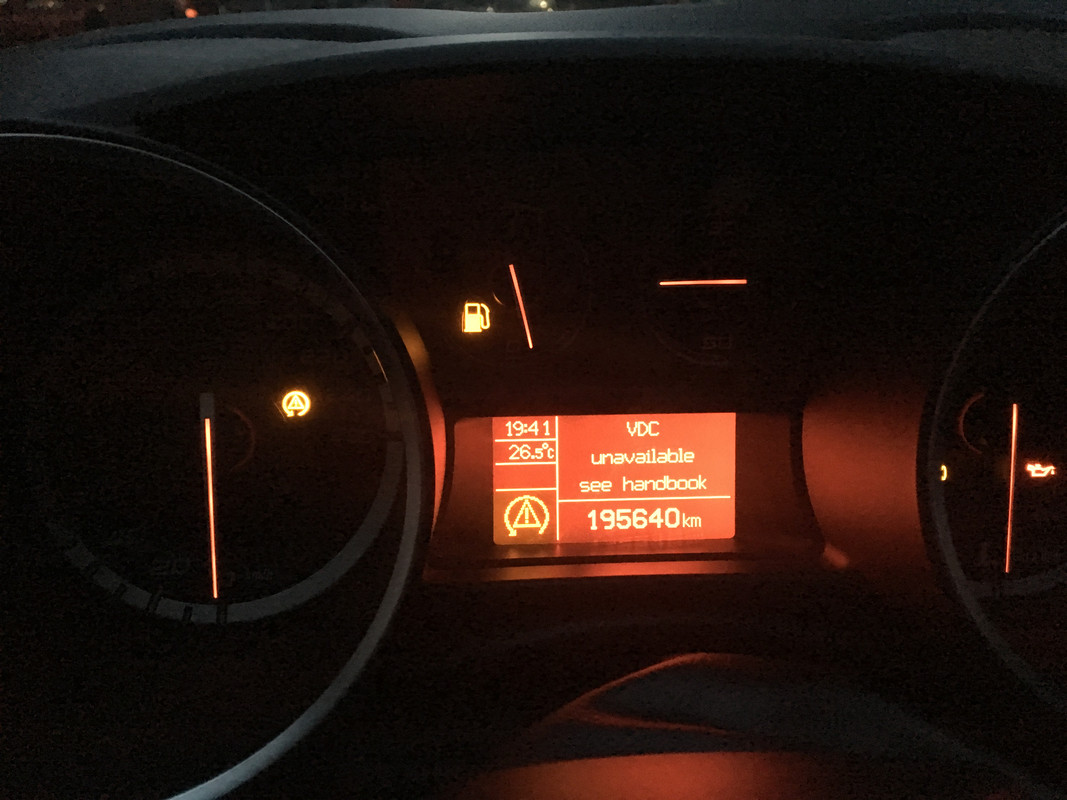 19:41
26.5°C
VDC
unavailable
see handbook
195640km